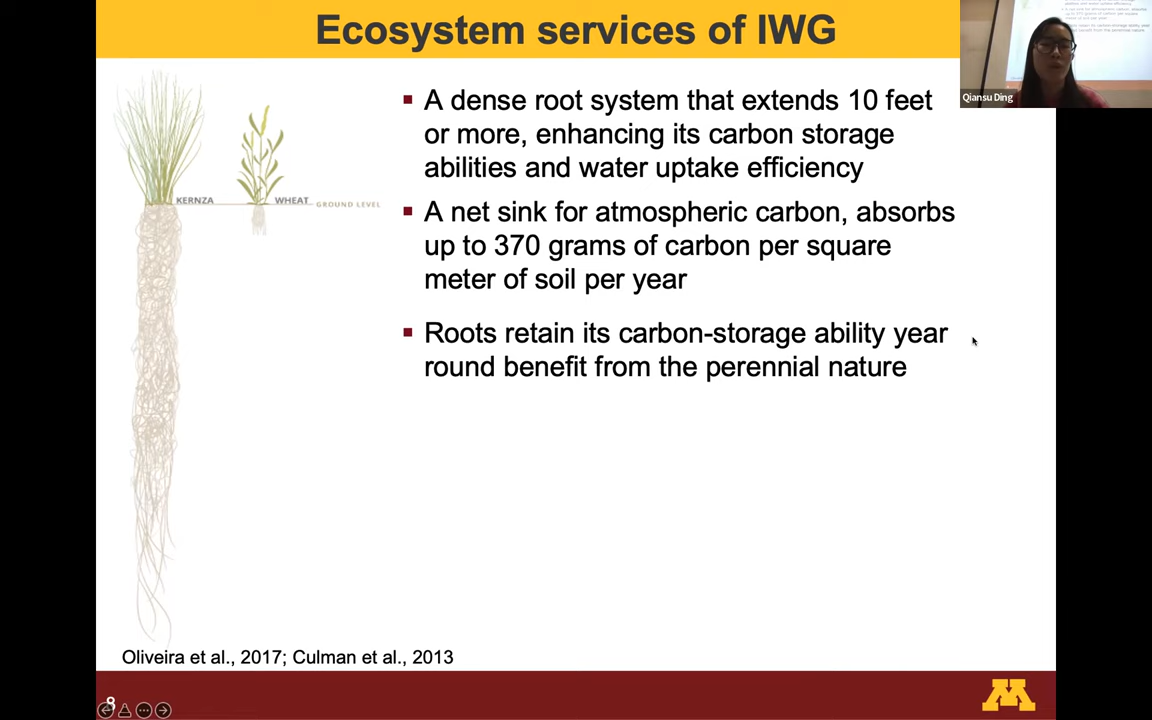 Ecosystem services of IWG
Qiansu Ding
▪ A dense root system that extends 10 feet
or more, enhancing its carbon storage
abilities and water uptake efficiency
KERNZA
WHEAT
GROUND LEVEL
▪ A net sink for atmospheric carbon, absorbs
up to 370 grams of carbon per square
meter of soil per year
▪ Roots retain its carbon-storage ability year
round benefit from the perennial nature
Oliveira et al., 2017; Culman et al., 2013
8
M